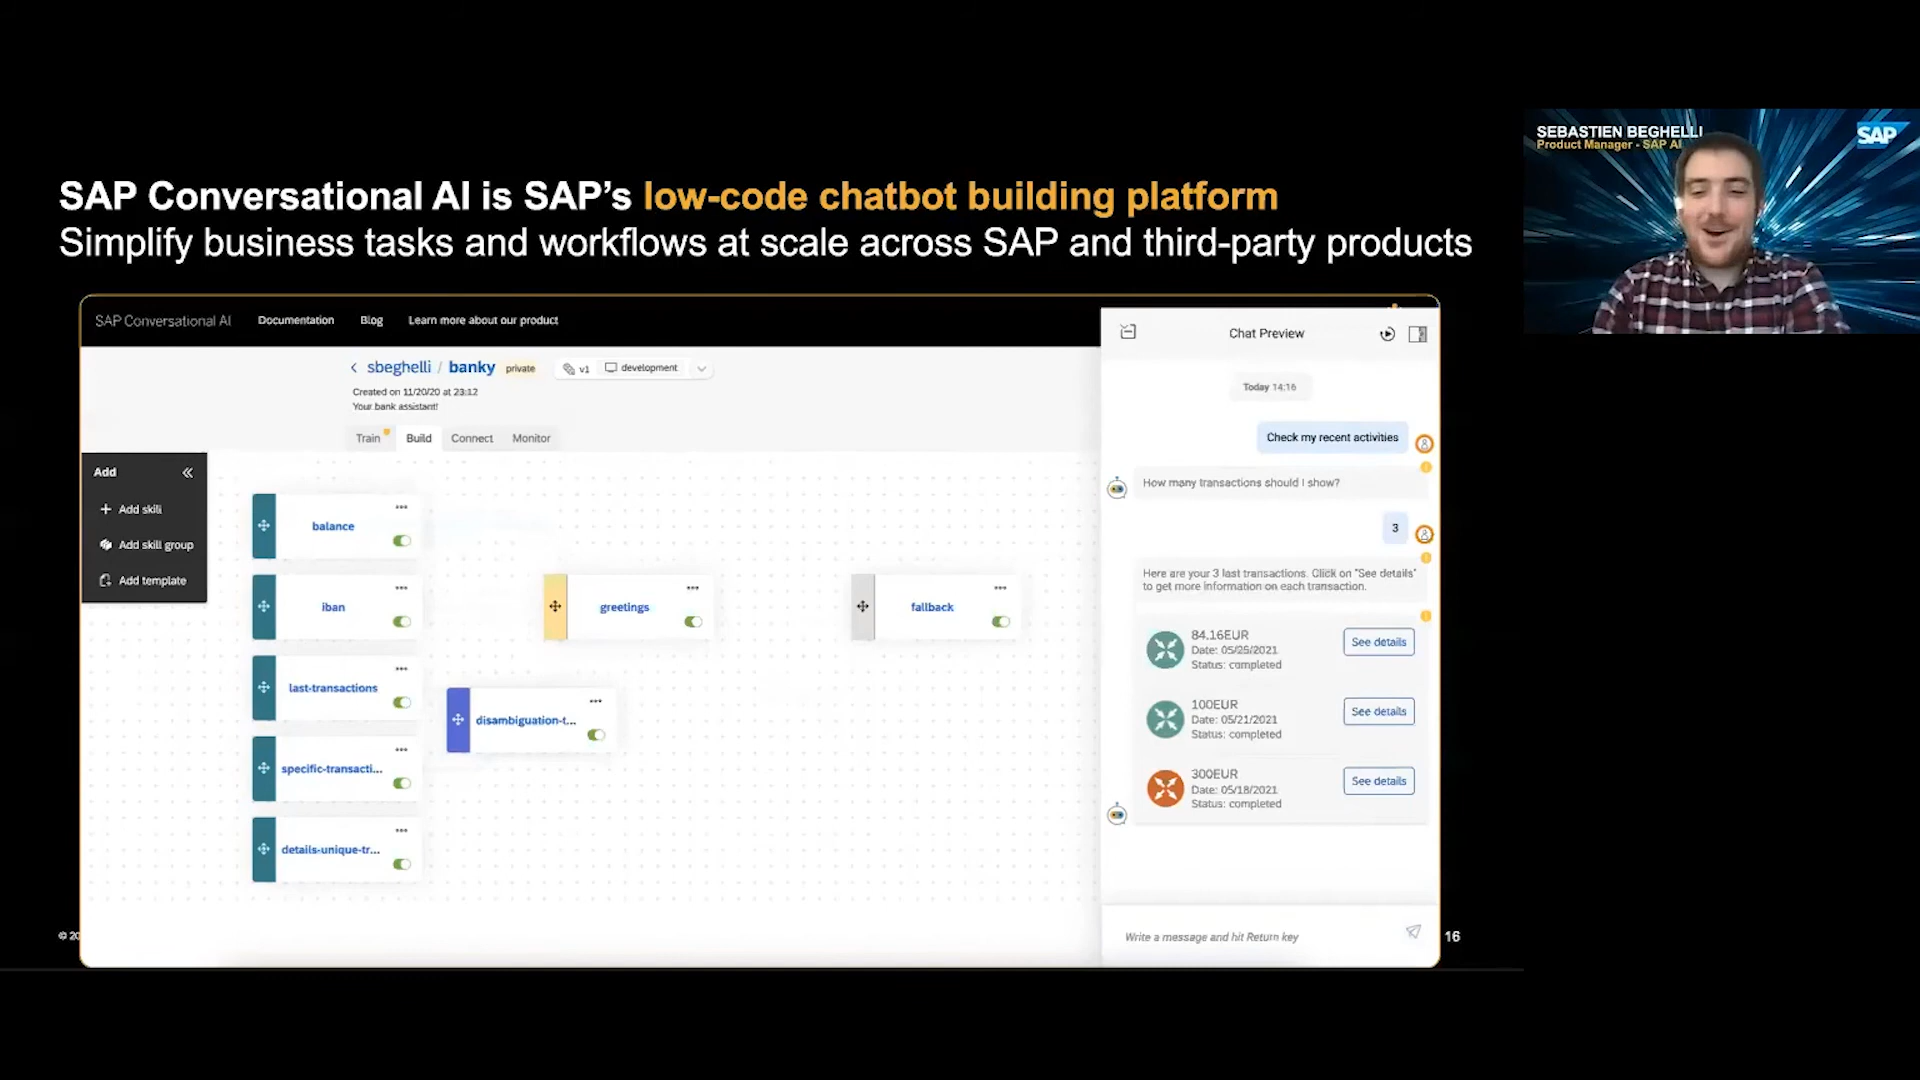 SAP Conversational AI is SAP's low-code chatbot building platform
Simplify business tasks and workflows at scale across SAP and third-party products
SEBASTIEN BEGHELLI
Product Manager - SAP AI
SAP
SAP Conversational AI
Documentation
Blog
Learn more about our product
sbeghelli / banky private
v1
development
Created on 11/20/20 at 23:12
Your bank assistant!
Train
Build
Connect
Monitor
Add
+ Add skill
Add skill group
Add template
balance
iban
last-transactions
specific-transacti...
details-unique-tr...
greetings
disambiguation-t...
fallback
Chat Preview
Today 14:16
Check my recent activities
How many transactions should I show?
3
Here are your 3 last transactions. Click on "See details"
to get more information on each transaction.
84.16EUR
Date: 05/25/2021
Status: completed
See details
100EUR
Date: 05/21/2021
Status: completed
See details
300EUR
Date: 05/18/2021
Status: completed
See details
Write a message and hit Return key
16